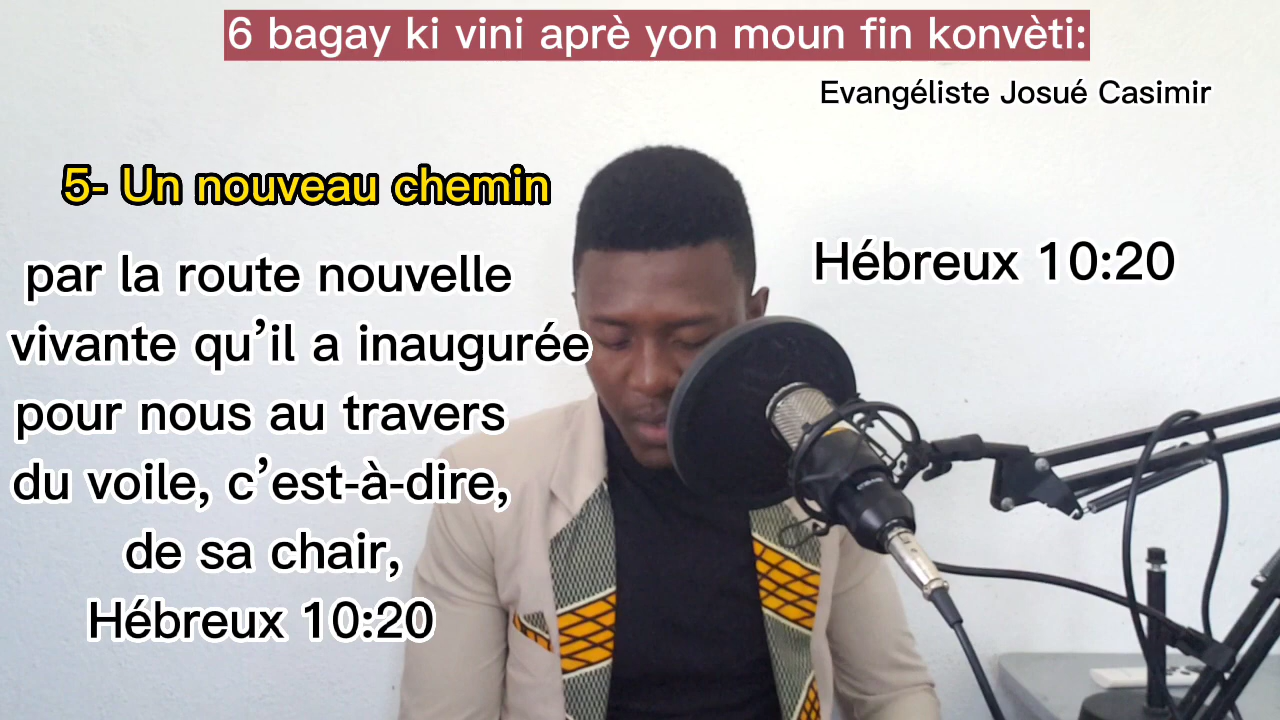 6 bagay ki vini aprè yon moun fin konvèti:
Evangéliste Josué Casimir
5- Un nouveau chemin
Hébreux 10:20
par la route nouvelle
vivante qu’il a inaugurée
pour nous au travers
du voile, c’est-à-dire,
de sa chair,
Hébreux 10:20